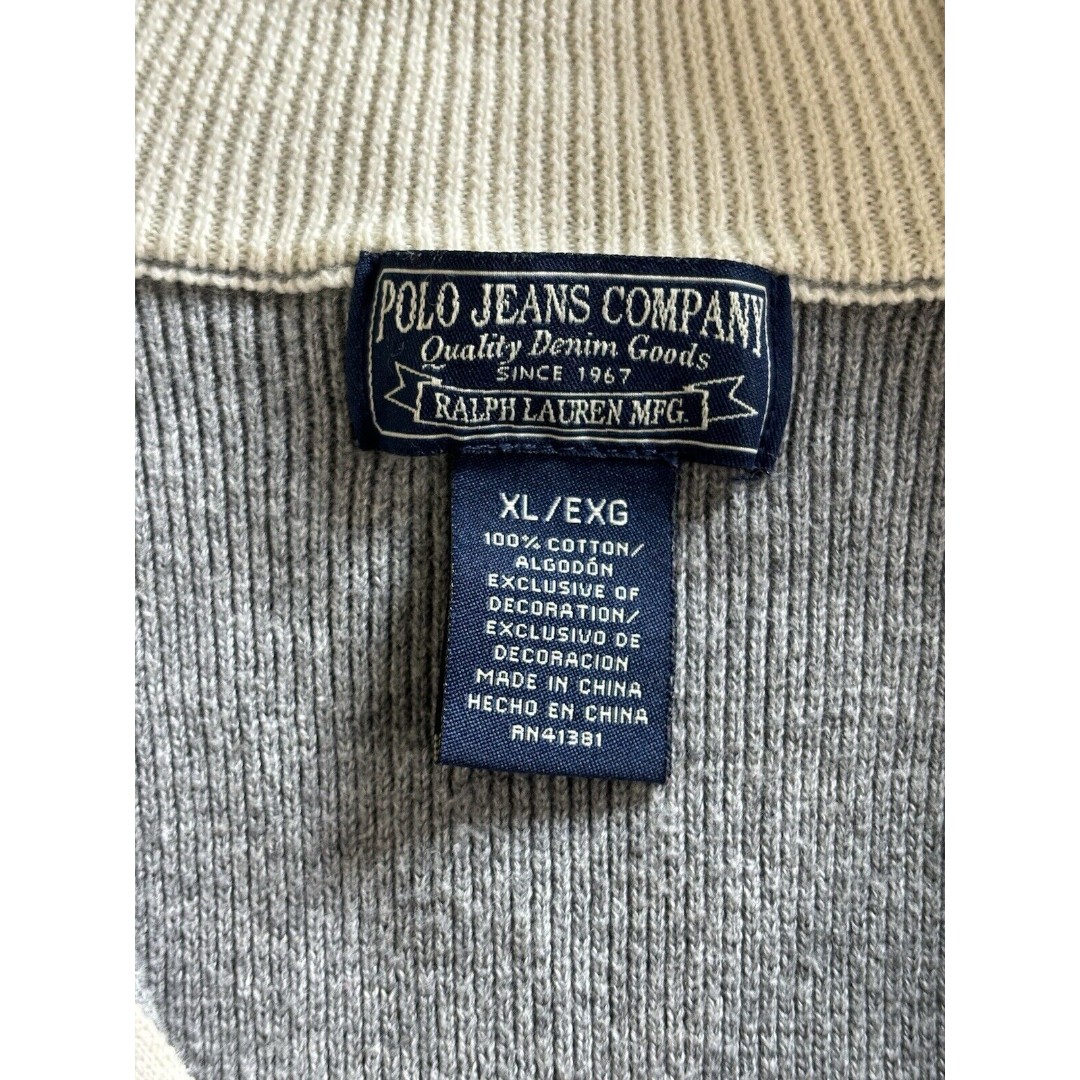 POLO JEANS COMPANY
Quality Denim Goods
SINCE 1967
RALPH LAUREN MFG.
XL/EXG
100% COTTON/
ALGODÓN
EXCLUSIVE OF
DECORATION/
EXCLUSIVO DE
DECORACION
MADE IN CHINA
HECHO EN CHINA
RN41381